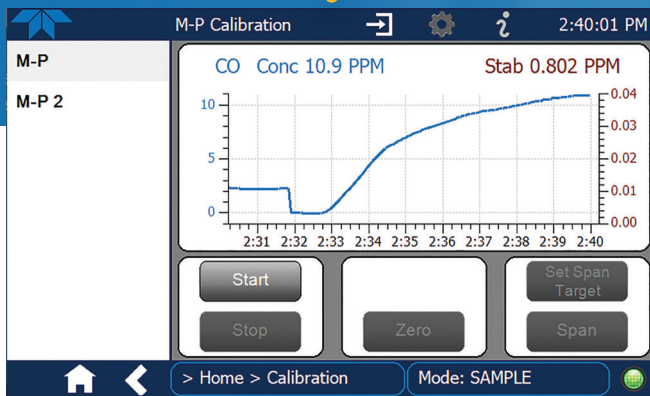 M-P Calibration
2:40:01 PM
M-P
M-P 2
CO Conc 10.9 PPM
Stab 0.802 PPM
10
5
0
0.04
0.03
0.02
0.01
0.00
2:31 2:32 2:33 2:34 2:35 2:36 2:37 2:38 2:39 2:40
Start
Stop
Zero
Set Span
Target
Span
> Home > Calibration
Mode: SAMPLE